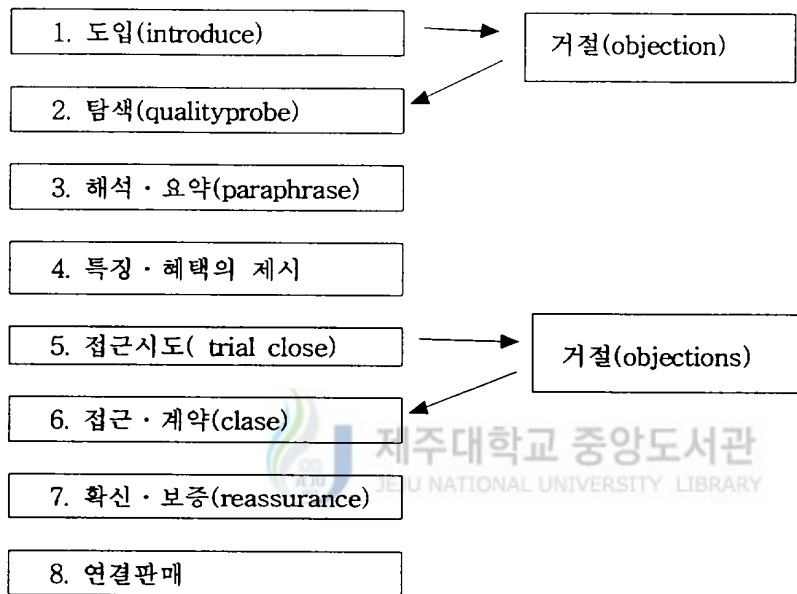 1. 도입(introduce)
거절(objection)
2. 탐색(qualityprobe)
3. 해석 · 요약(paraphrase)
4. 특징 · 혜택의 제시
5. 접근시도( trial close)
거절(objections)
6. 접근 · 계약(clase)
제주대학교 중앙도서관
JEJU NATIONAL UNIVERSITY LIBRARY
7. 확신 · 보증(reassurance)
8. 연결판매